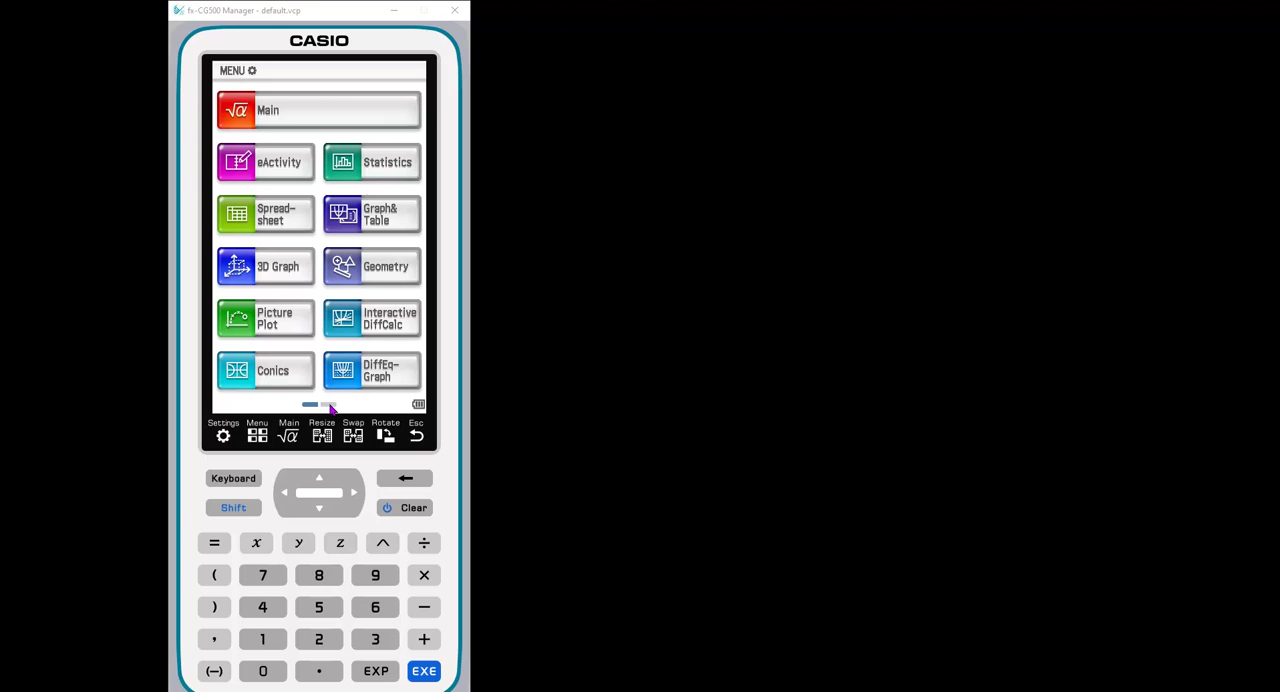 fx-CG500 Manager - default.vcp
CASIO
MENU
√α Main
eActivity Statistics
Spread-
sheet
Graph&
Table
3D Graph Geometry
Picture
Plot
Interactive
DiffCalc
Conics
DiffEq-
Graph
Settings Menu Main Resize Swap Rotate Esc
√α
Keyboard
Shift Clear
= x y z ^ ÷
( 7 8 9 ×
) 4 5 6 −
, 1 2 3 +
(−) 0 · EXP EXE